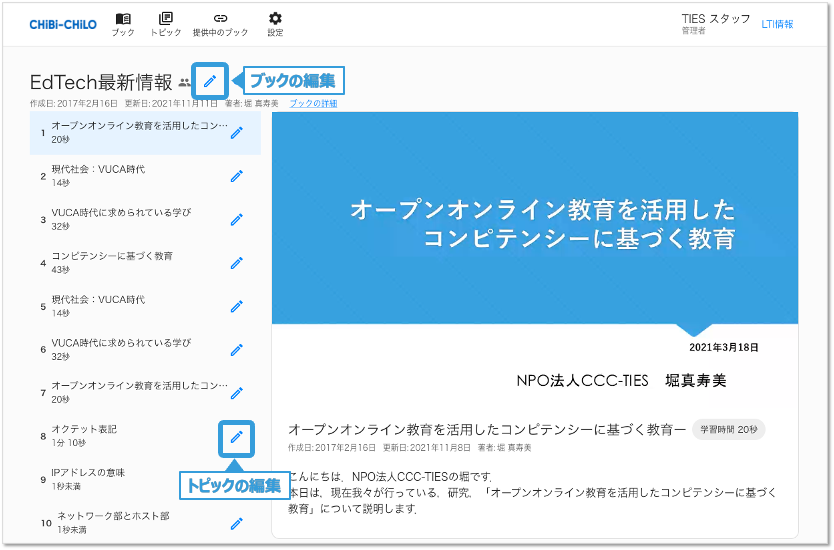 CHiBi-CHiLO
ブック
トピック
提供中のブック
設定
TIES スタッフ
管理者
LTI情報
EdTech最新情報
ブックの編集
作成日: 2017年2月16日 更新日: 2021年11月11日 著者: 堀 真寿美 ブックの詳細
1 オープンオンライン教育を活用したコン…
20秒
2 現代社会：VUCA時代
14秒
3 VUCA時代に求められている学び
32秒
4 コンピテンシーに基づく教育
43秒
5 現代社会：VUCA時代
14秒
6 VUCA時代に求められている学び
32秒
7 オープンオンライン教育を活用したコン…
20秒
8 オクテット表記
1分 10秒
トピックの編集
9 IPアドレスの意味
1秒未満
10 ネットワーク部とホスト部
1秒未満
オープンオンライン教育を活用した
コンピテンシーに基づく教育
2021年3月18日
NPO法人CCC-TIES 堀真寿美
オープンオンライン教育を活用したコンピテンシーに基づく教育ー 学習時間 20秒
作成日: 2017年2月16日 更新日: 2021年11月8日 著者: 堀 真寿美
こんにちは．NPO法人CCC-TIESの堀です．
本日は，現在我々が行っている，研究，「オープンオンライン教育を活用したコンピテンシーに基づく
教育」について説明します．